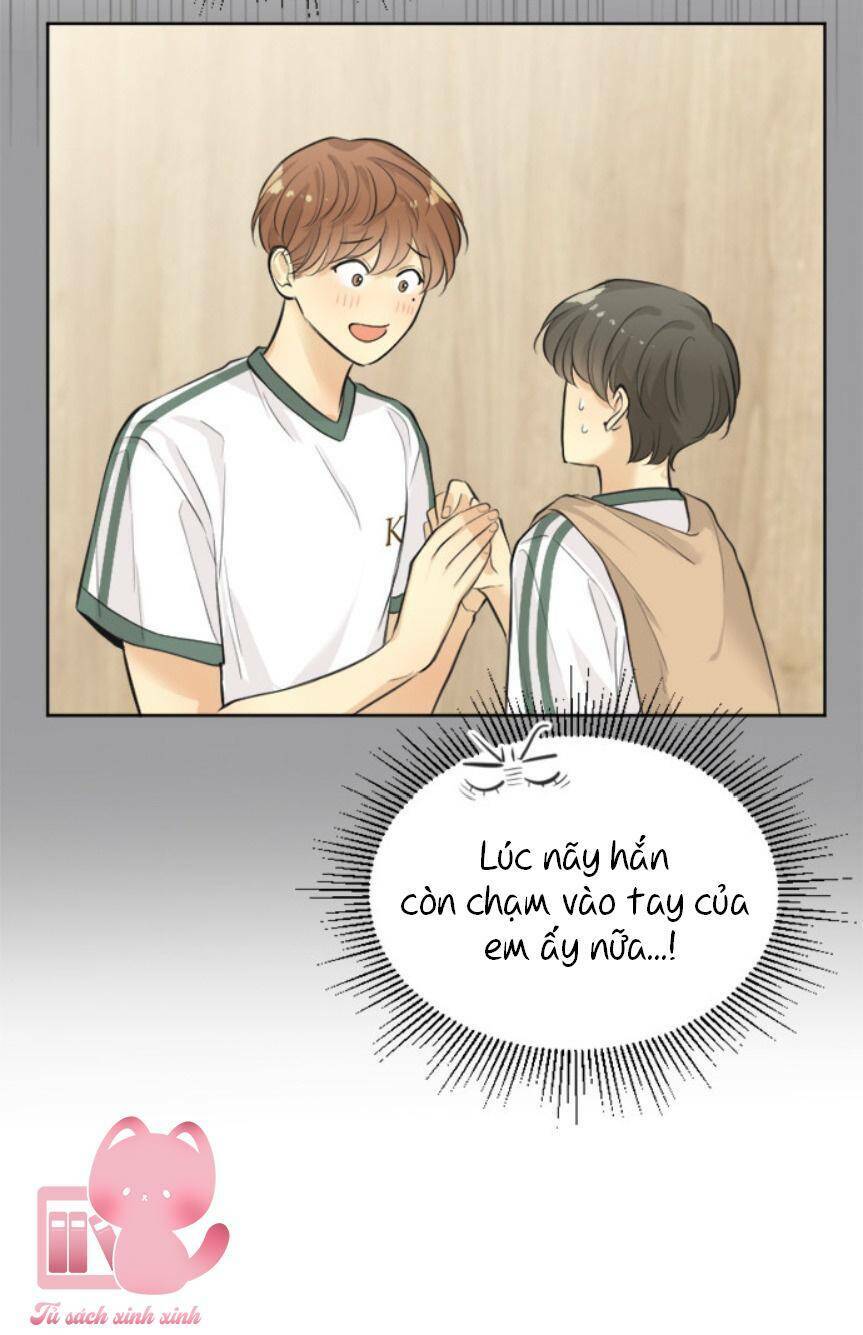 K
Lúc nãy hắn
còn chạm vào tay của
em ấy nữa...!
Tủ sách xinh xinh